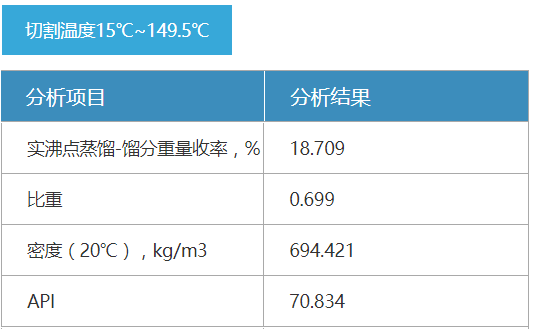 切割温度15℃~149.5℃
分析项目 分析结果
实沸点蒸馏-馏分重量收率，% 18.709
比重 0.699
密度（20℃），kg/m3 694.421
API 70.834